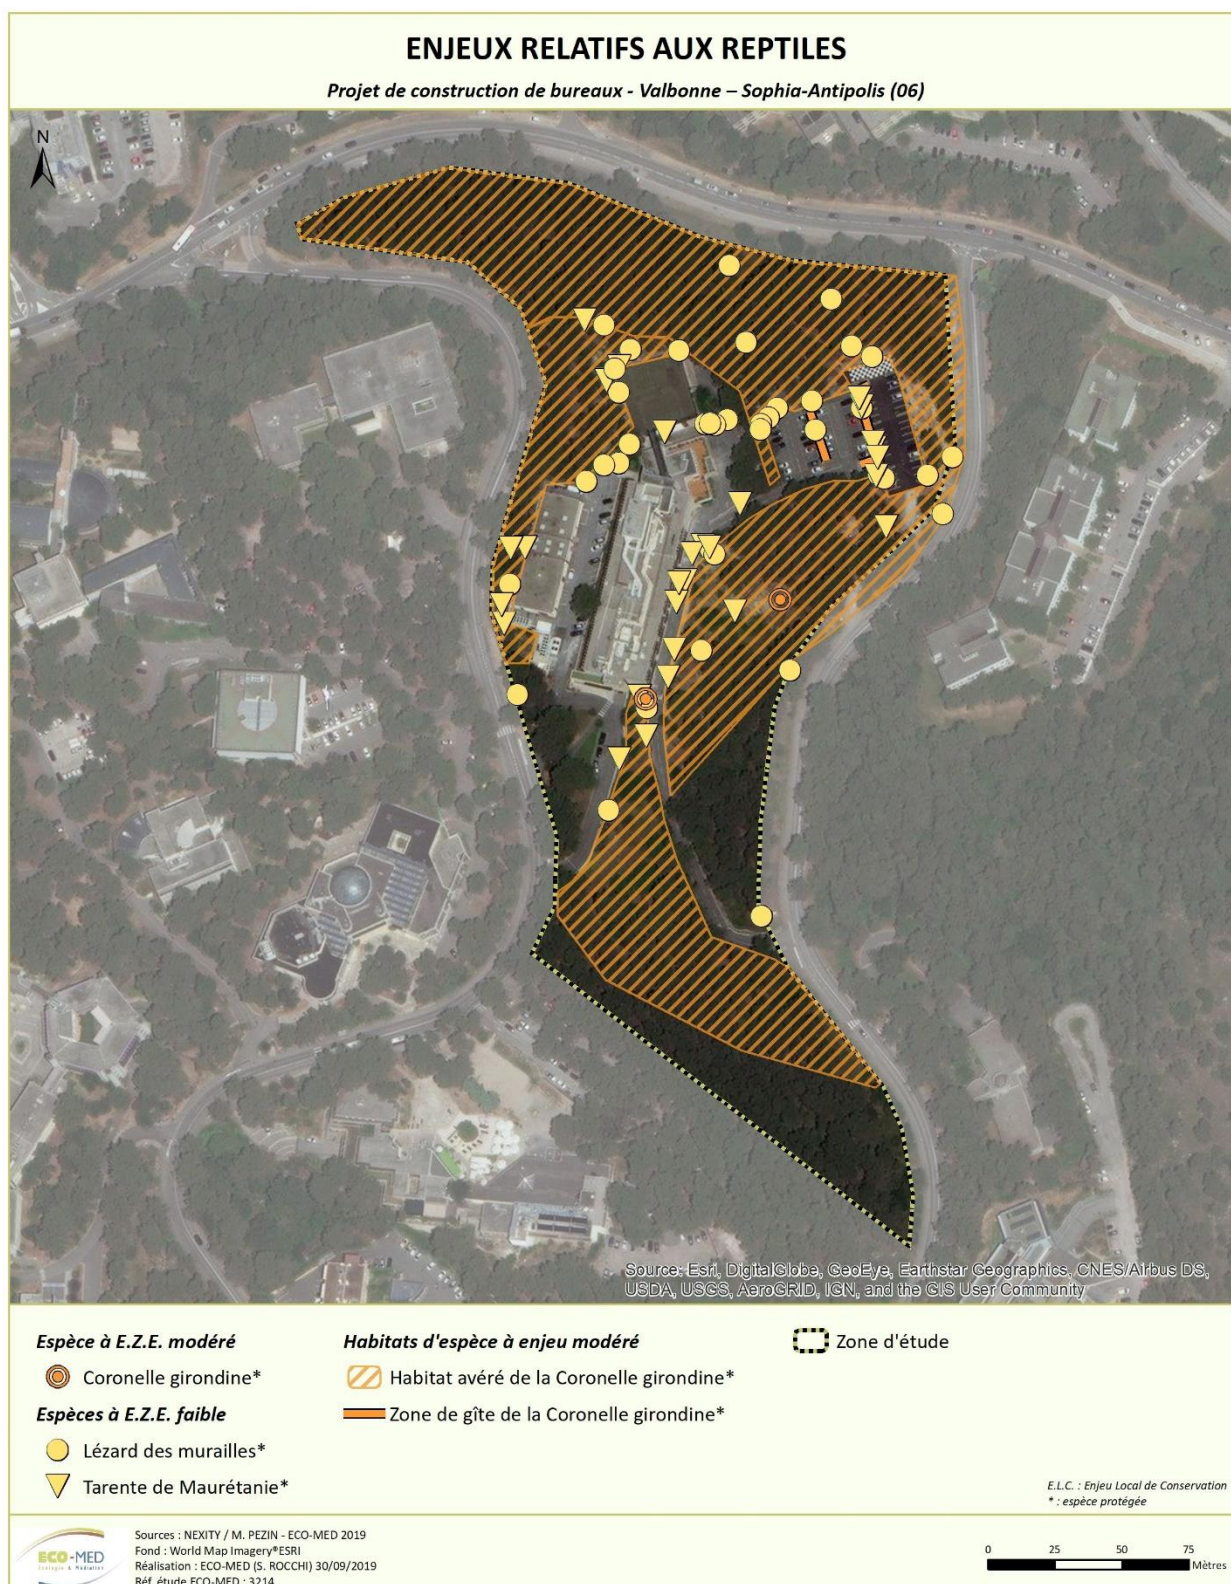 ENJEUX RELATIFS AUX REPTILES
Projet de construction de bureaux - Valbonne – Sophia-Antipolis (06)
N
Source: Esri, DigitalGlobe, GeoEye, Earthstar Geographics, CNES/Airbus DS,
USDA, USGS, AeroGRID, IGN, and the GIS User Community
Espèce à E.Z.E. modéré
Coronelle girondine*
Espèces à E.Z.E. faible
Lézard des murailles*
Tarente de Maurétanie*
Habitats d'espèce à enjeu modéré
Habitat avéré de la Coronelle girondine*
Zone de gîte de la Coronelle girondine*
Zone d'étude
E.L.C. : Enjeu Local de Conservation
* : espèce protégée
ECO-MED
Ecologie & Médiation
Sources : NEXITY / M. PEZIN - ECO-MED 2019
Fond : World Map Imagery®ESRI
Réalisation : ECO-MED (S. ROCCHI) 30/09/2019
Réf. étude ECO-MED : 3214
0 25 50 75
Mètres